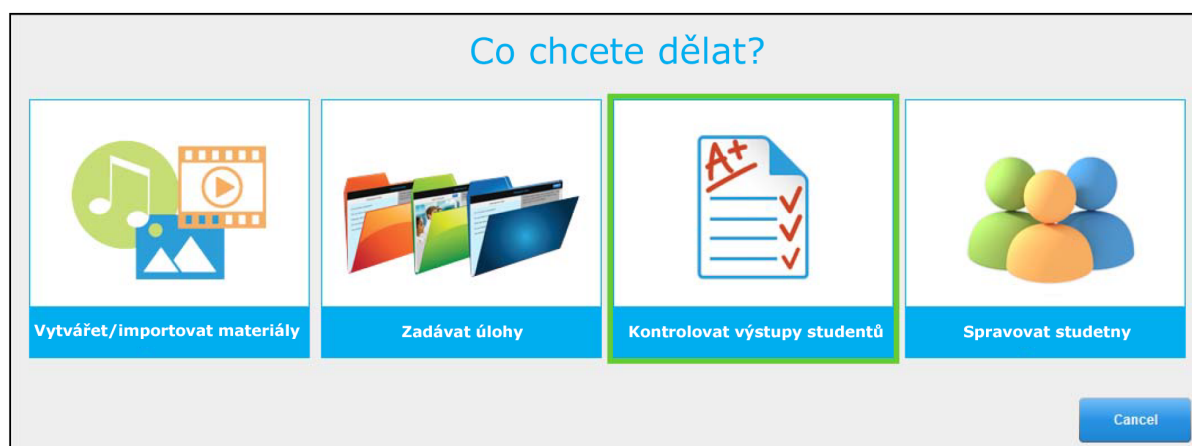 Co chcete dělat?
A+
Vytvářet/importovat materiály
Zadávat úlohy
Kontrolovat výstupy studentů
Spravovat studetny
Cancel